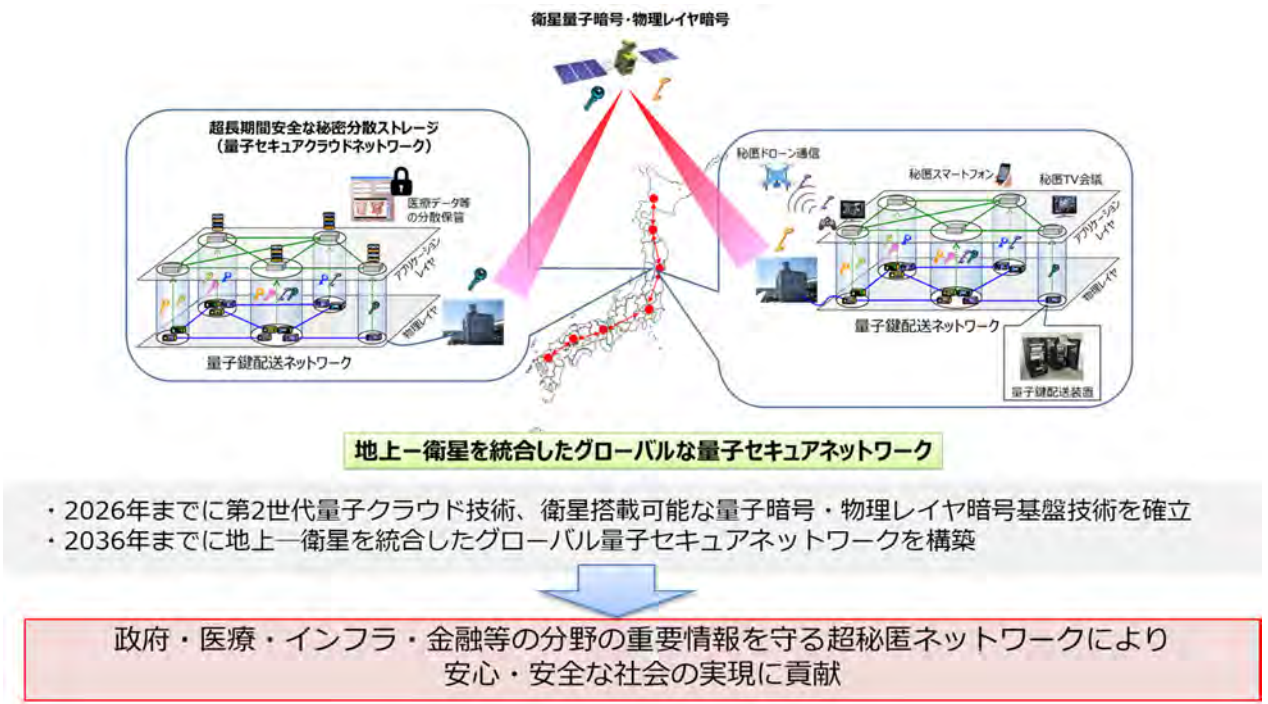 衛星量子暗号・物理レイヤ暗号
超長期間安全な秘密分散ストレージ
（量子セキュアクラウドネットワーク）
医療データ等
の分散保管
アプリケーション
レイヤ
物理レイヤ
量子鍵配送ネットワーク
秘匿ドローン通信
秘匿スマートフォン
秘匿TV会議
アプリケーション
レイヤ
物理レイヤ
量子鍵配送ネットワーク
量子鍵配送装置
地上ー衛星を統合したグローバルな量子セキュアネットワーク
・2026年までに第2世代量子クラウド技術、衛星搭載可能な量子暗号・物理レイヤ暗号基盤技術を確立
・2036年までに地上―衛星を統合したグローバル量子セキュアネットワークを構築
政府・医療・インフラ・金融等の分野の重要情報を守る超秘匿ネットワークにより
安心・安全な社会の実現に貢献